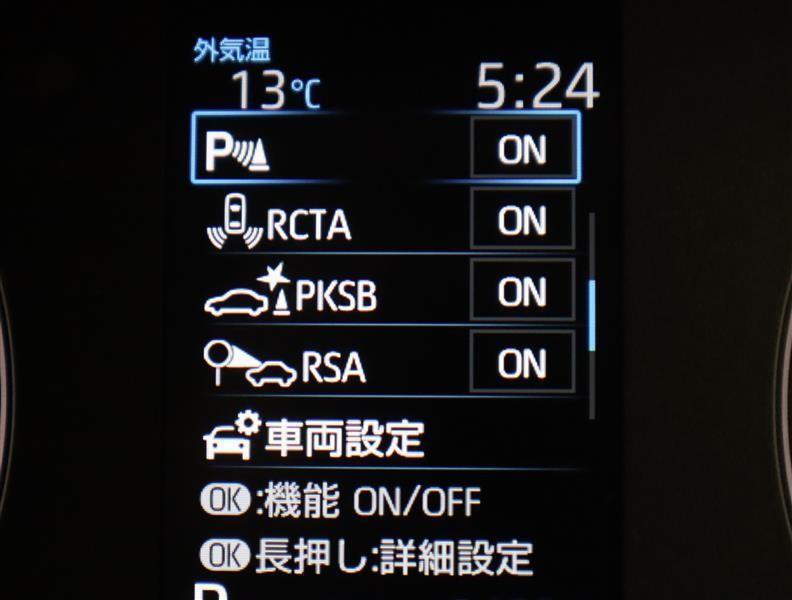 外気温
13℃ 5:24
P ON
RCTA ON
PKSB ON
RSA ON
車両設定
OK:機能 ON/OFF
OK長押し:詳細設定